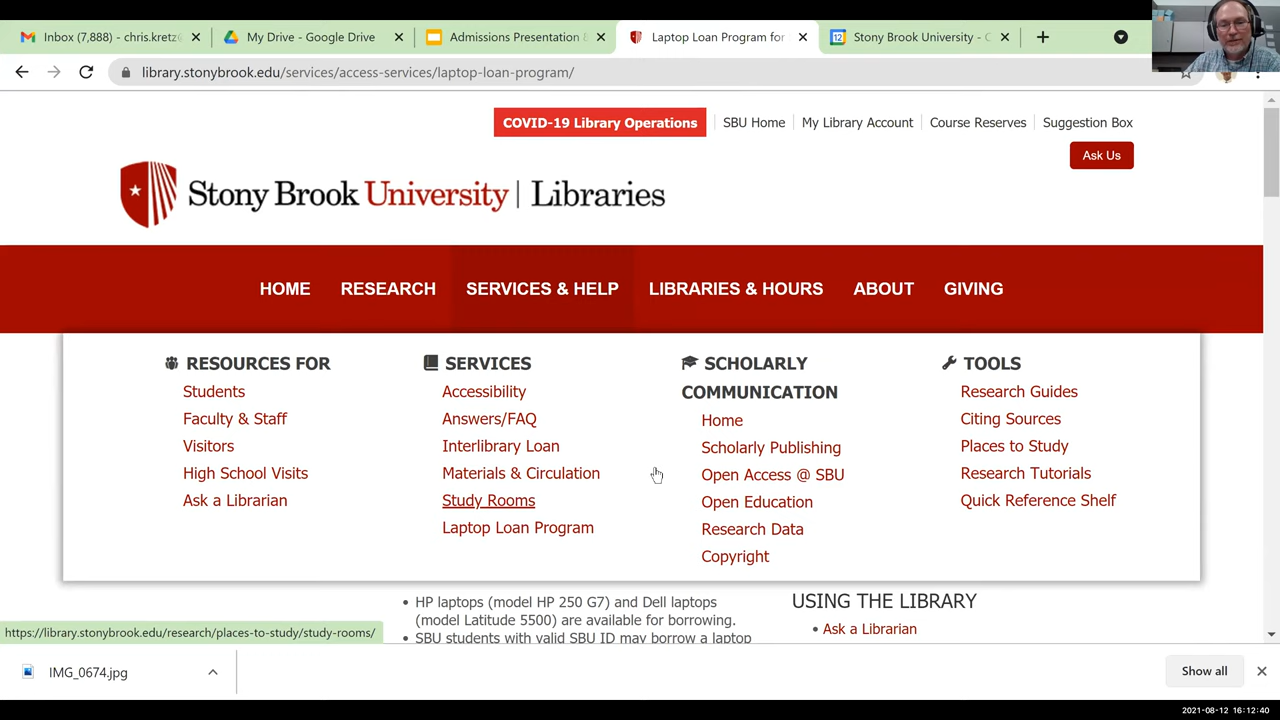 Inbox (7,888) - chris.kretz
My Drive - Google Drive
Admissions Presentation
Laptop Loan Program for
Stony Brook University -
library.stonybrook.edu/services/access-services/laptop-loan-program/
COVID-19 Library Operations
SBU Home
My Library Account
Course Reserves
Suggestion Box
Ask Us
Stony Brook University | Libraries
HOME
RESEARCH
SERVICES & HELP
LIBRARIES & HOURS
ABOUT
GIVING
RESOURCES FOR
Students
Faculty & Staff
Visitors
High School Visits
Ask a Librarian
SERVICES
Accessibility
Answers/FAQ
Interlibrary Loan
Materials & Circulation
Study Rooms
Laptop Loan Program
SCHOLARLY
COMMUNICATION
Home
Scholarly Publishing
Open Access @ SBU
Open Education
Research Data
Copyright
TOOLS
Research Guides
Citing Sources
Places to Study
Research Tutorials
Quick Reference Shelf
• HP laptops (model HP 250 G7) and Dell laptops
(model Latitude 5500) are available for borrowing.
• SBU students with valid SBU ID may borrow a laptop
USING THE LIBRARY
• Ask a Librarian
https://library.stonybrook.edu/research/places-to-study/study-rooms/
IMG_0674.jpg
Show all
2021-08-12 16:12:40